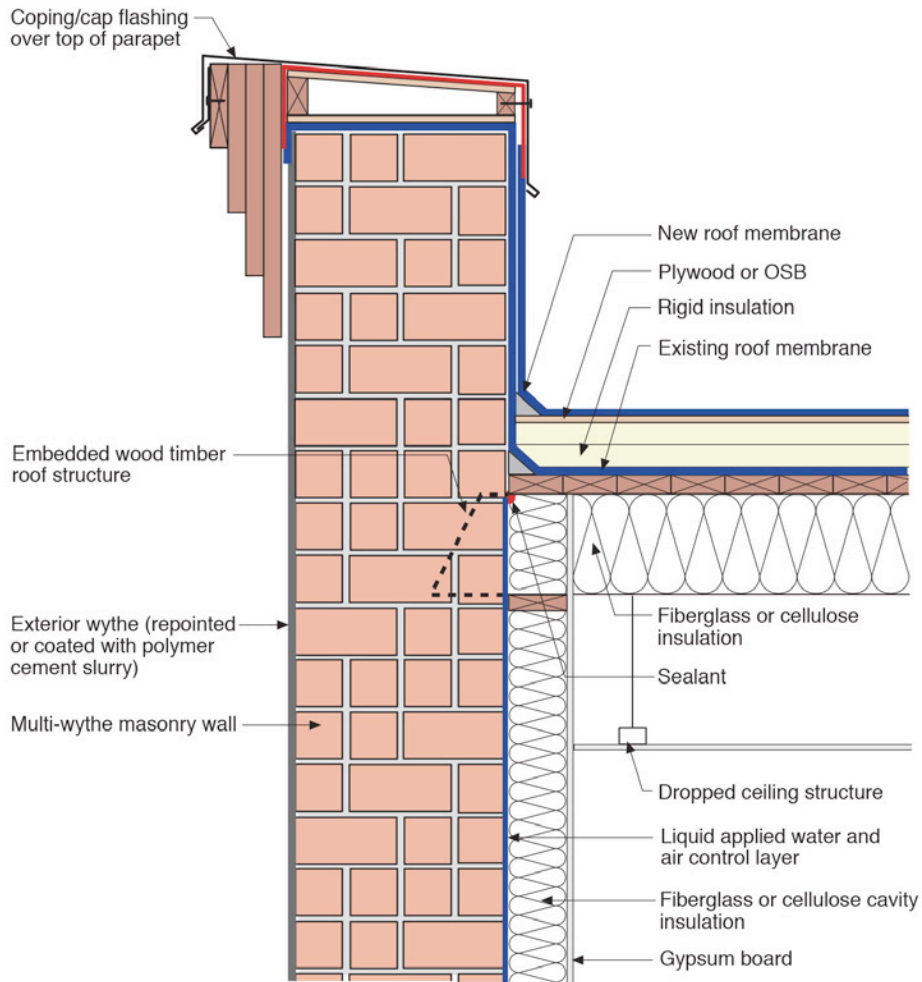 Coping/cap flashing
over top of parapet
New roof membrane
Plywood or OSB
Rigid insulation
Existing roof membrane
Embedded wood timber
roof structure
Exterior wythe (repointed
or coated with polymer
cement slurry)
Multi-wythe masonry wall
Fiberglass or cellulose
insulation
Sealant
Dropped ceiling structure
Liquid applied water and
air control layer
Fiberglass or cellulose cavity
insulation
Gypsum board